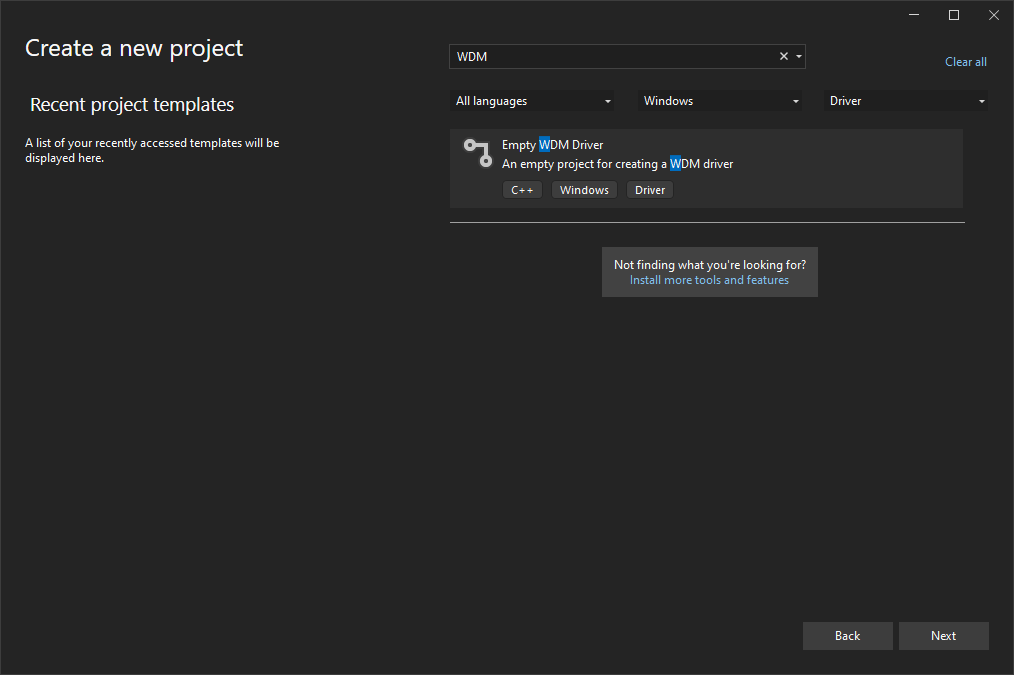 Create a new project
Recent project templates
A list of your recently accessed templates will be
displayed here.
WDM
Clear all
All languages
Windows
Driver
Empty WDM Driver
An empty project for creating a WDM driver
C++
Windows
Driver
Not finding what you're looking for?
Install more tools and features
Back
Next